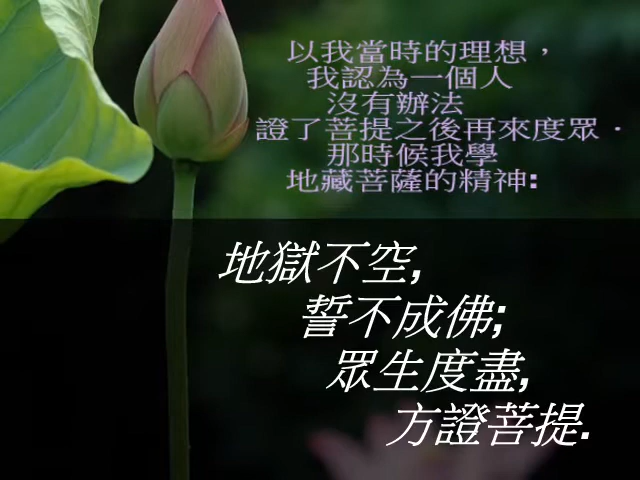 以我當時的理想，
我認為一個人
沒有辦法
證了菩提之後再來度眾．
那時候我學
地藏菩薩的精神:
地獄不空,
誓不成佛;
眾生度盡,
方證菩提.